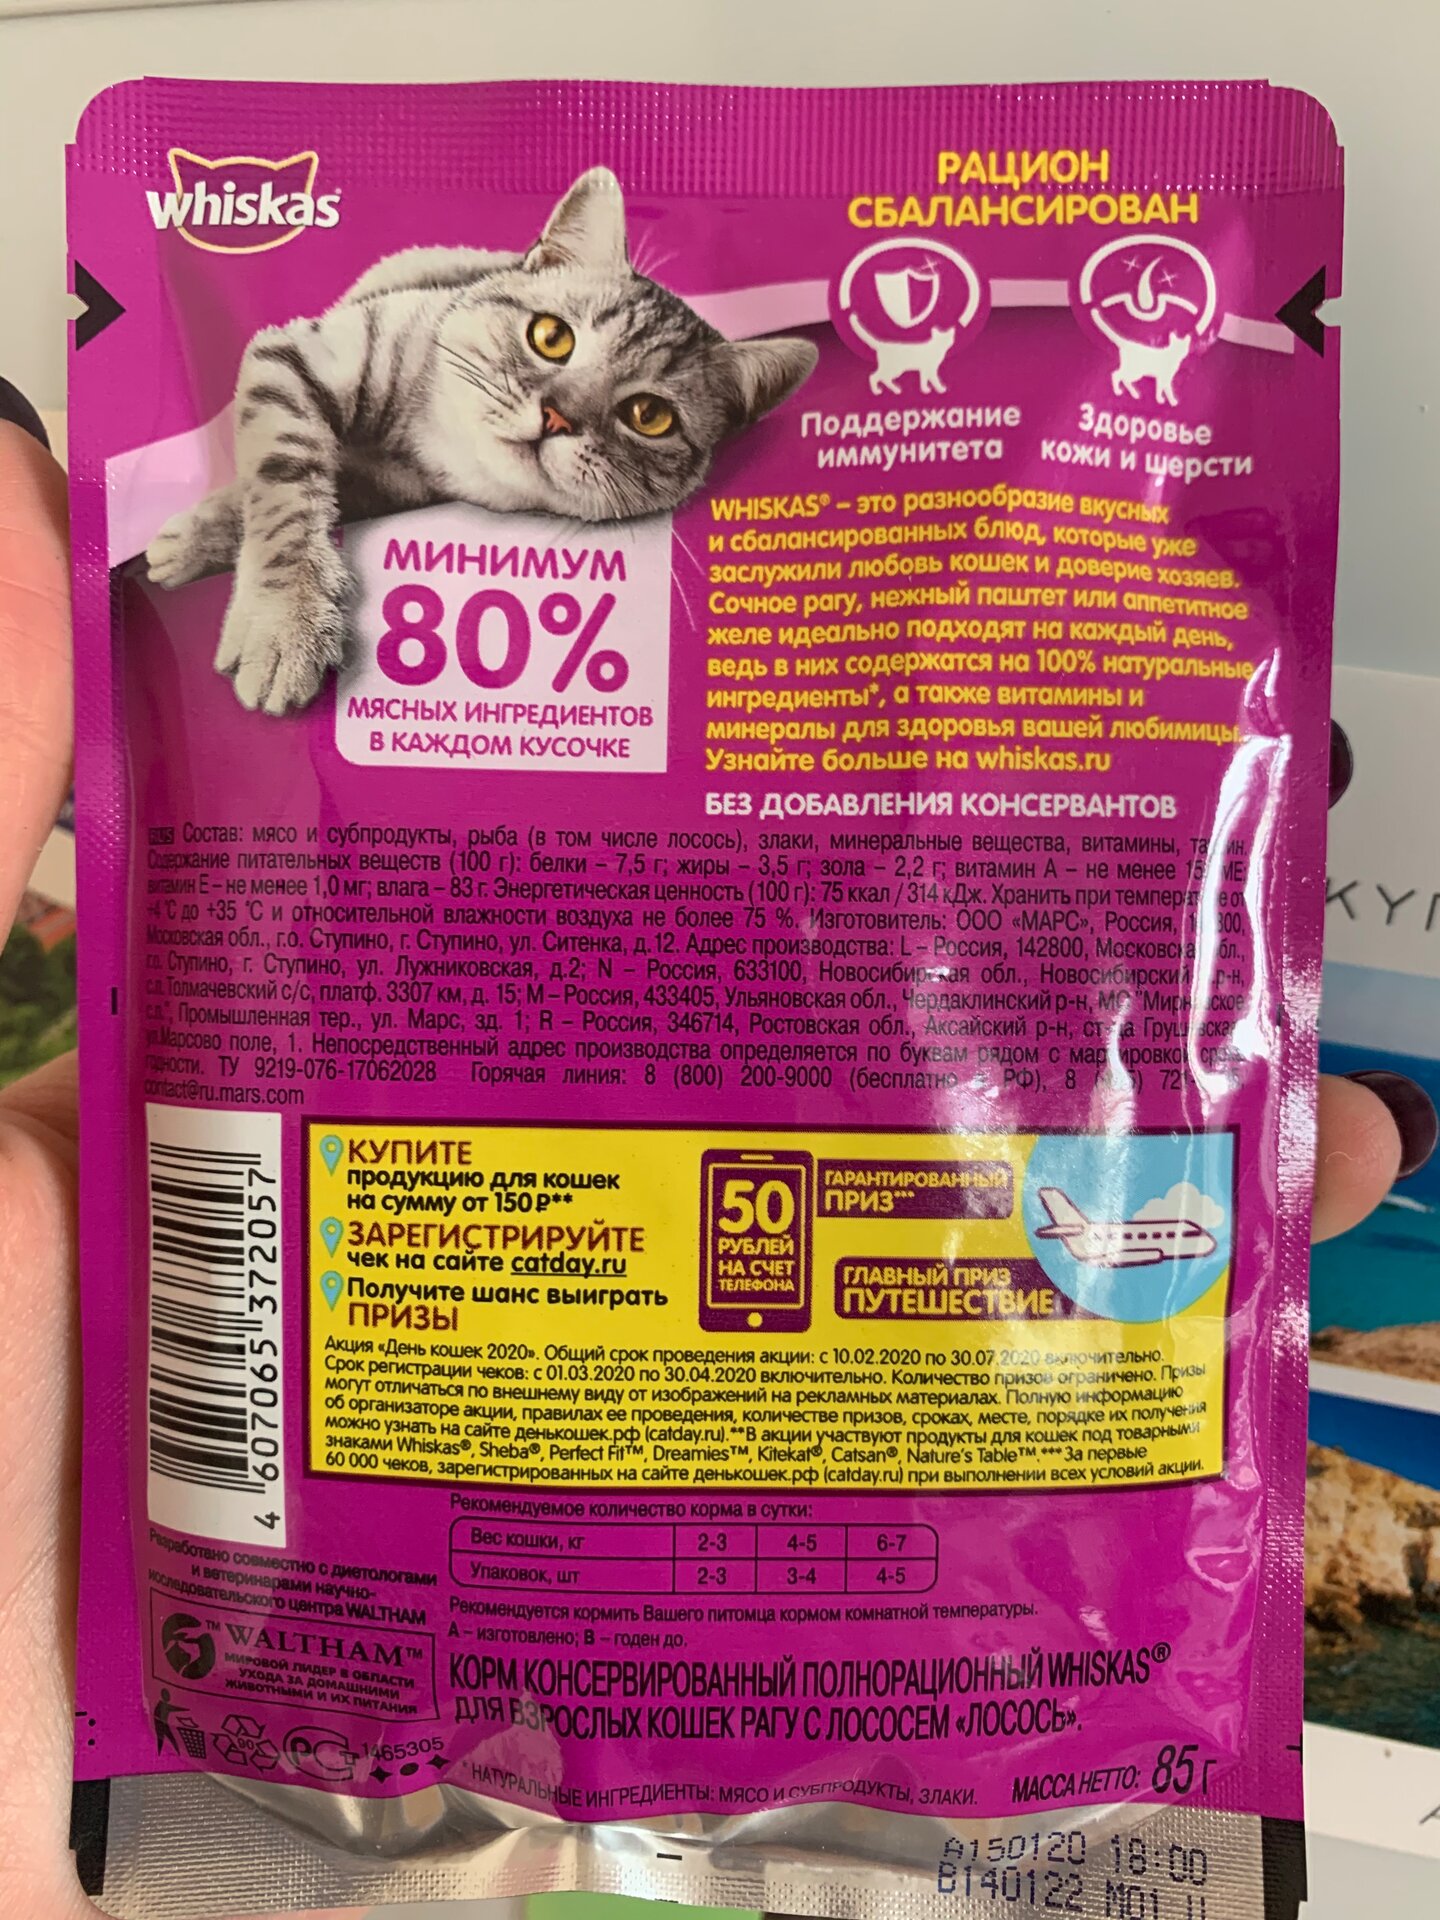 whiskas®
РАЦИОН
СБАЛАНСИРОВАН
Поддержание
иммунитета
Здоровье
кожи и шерсти
WHISKAS® – это разнообразие вкусных
и сбалансированных блюд, которые уже
заслужили любовь кошек и доверие хозяев.
Сочное рагу, нежный паштет или аппетитное
желе идеально подходят на каждый день,
ведь в них содержатся на 100% натуральные
ингредиенты*, а также витамины и
минералы для здоровья вашей любимицы.
Узнайте больше на whiskas.ru
БЕЗ ДОБАВЛЕНИЯ КОНСЕРВАНТОВ
МИНИМУМ
80%
МЯСНЫХ ИНГРЕДИЕНТОВ
В КАЖДОМ КУСОЧКЕ
RUS Состав: мясо и субпродукты, рыба (в том числе лосось), злаки, минеральные вещества, витамины,
Содержание питательных веществ (100 г): белки – 7,5 г; жиры – 3,5 г; зола – 2,2 г; витамин А – не менее
витамин Е – не менее 1,0 мг; влага – 83 г. Энергетическая ценность (100 г): 75 ккал / 314 кДж. Хранить при
+4 °C до +35 °C и относительной влажности воздуха не более 75 %. Изготовитель: ООО «МАРС», Россия,
Московская обл., г.о. Ступино, г. Ступино, ул. Ситенка, д. 12. Адрес производства: L – Россия, 142800,
г.о. Ступино, г. Ступино, ул. Лужниковская, д.2; N – Россия, 633100, Новосибирская обл., Новосибирский р-н,
с.п. Толмачевский с/с, платф. 3307 км, д. 15; М – Россия, 433405, Ульяновская обл., Чердаклинский р-н,
с.п.", Промышленная тер., ул. Марс, зд. 1; R – Россия, 346714, Ростовская обл., Аксайский р-н,
ул. Марсово поле, 1. Непосредственный адрес производства определяется по буквам рядом с маркировкой
годности. ТУ 9219-076-17062028 Горячая линия: 8 (800) 200-9000 (бесплатно РФ), 8
contact@ru.mars.com
КУПИТЕ
продукцию для кошек
на сумму от 150 ₽**
ЗАРЕГИСТРИРУЙТЕ
чек на сайте catday.ru
Получите шанс выиграть
ПРИЗЫ
50
РУБЛЕЙ
НА СЧЕТ
ТЕЛЕФОНА
ГАРАНТИРОВАННЫЙ
ПРИЗ***
ГЛАВНЫЙ ПРИЗ
ПУТЕШЕСТВИЕ
Акция «День кошек 2020». Общий срок проведения акции: с 10.02.2020 по 30.07.2020 включительно.
Срок регистрации чеков: с 01.03.2020 по 30.04.2020 включительно. Количество призов ограничено. Призы
могут отличаться по внешнему виду от изображений на рекламных материалах. Полную информацию
об организаторе акции, правилах ее проведения, количестве призов, сроках, месте, порядке их получения
можно узнать на сайте денькошек.рф (catday.ru).**В акции участвуют продукты для кошек под товарными
знаками Whiskas®, Sheba®, Perfect Fit™, Dreamies™, Kitekat®, Catsan®, Nature's Table™.*** За первые
60 000 чеков, зарегистрированных на сайте денькошек.рф (catday.ru) при выполнении всех условий акции.
4 607065 372057
Рекомендуемое количество корма в сутки:
Вес кошки, кг 2-3 4-5 6-7
Упаковок, шт 2-3 3-4 4-5
Рекомендуется кормить Вашего питомца кормом комнатной температуры.
А – изготовлено; В – годен до.
Разработано совместно с диетологами
и ветеринарами научно-
исследовательского центра WALTHAM
™ WALTHAM™
МИРОВОЙ ЛИДЕР В ОБЛАСТИ
УХОДА ЗА ДОМАШНИМИ
ЖИВОТНЫМИ И ИХ ПИТАНИЯ
КОРМ КОНСЕРВИРОВАННЫЙ ПОЛНОРАЦИОННЫЙ WHISKAS®
ДЛЯ ВЗРОСЛЫХ КОШЕК РАГУ С ЛОСОСЕМ «ЛОСОСЬ».
90
РСТ
1465305
* НАТУРАЛЬНЫЕ ИНГРЕДИЕНТЫ: МЯСО И СУБПРОДУКТЫ, ЗЛАКИ.
МАССА НЕТТО: 85 г
A150120 18:00
B140122 M01